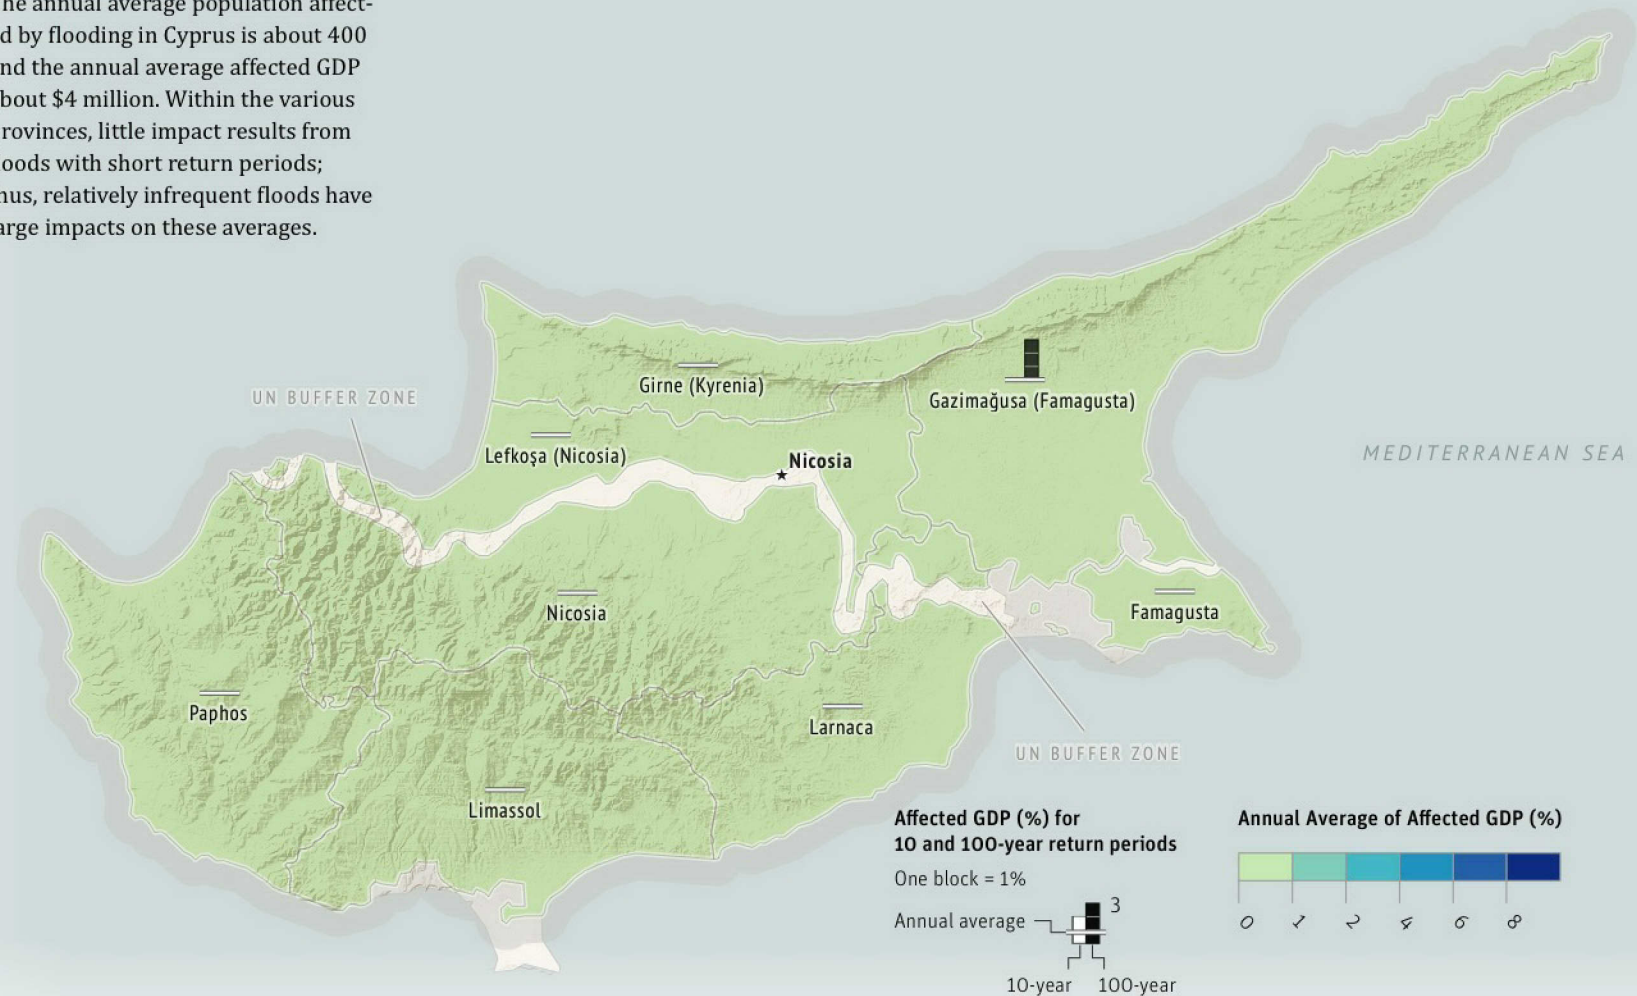 he annual average population affect-
d by flooding in Cyprus is about 400
nd the annual average affected GDP
bout $4 million. Within the various
rovinces, little impact results from
loods with short return periods;
hus, relatively infrequent floods have
arge impacts on these averages.
UN BUFFER ZONE
Girne (Kyrenia)
Gazimağusa (Famagusta)
Lefkoşa (Nicosia)
Nicosia
MEDITERRANEAN SEA
Nicosia
Famagusta
Paphos
Larnaca
UN BUFFER ZONE
Limassol
Affected GDP (%) for
10 and 100-year return periods
One block = 1%
Annual average
3
10-year 100-year
Annual Average of Affected GDP (%)
0 1 2 4 6 8